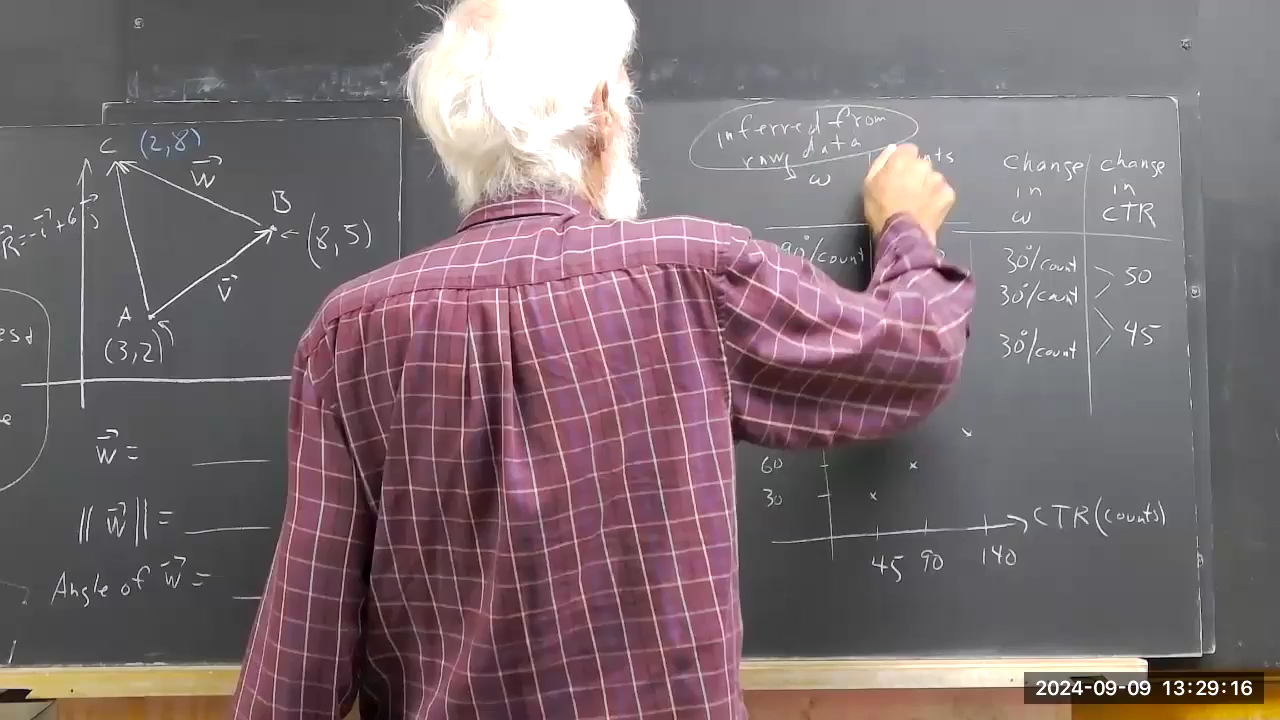 C (2,8)
w
B
(8,5)
v
A
(3,2)
w =
|| w || =
Angle of w =
inferred from
raw data
ω
90°/count
change
in
ω
change
in
CTR
30°/count
30°/count
30°/count
50
45
60
30
CTR (counts)
45 90 140
2024-09-09 13:29:16